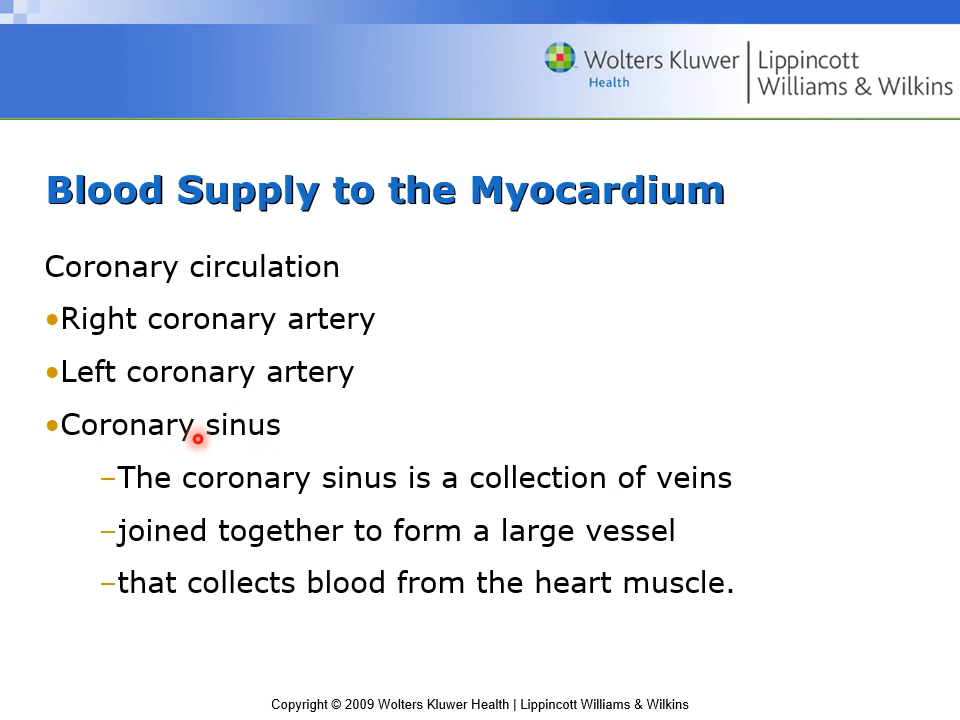 Wolters Kluwer
Health
Lippincott
Williams & Wilkins
Blood Supply to the Myocardium
Coronary circulation
•Right coronary artery
•Left coronary artery
•Coronary sinus
–The coronary sinus is a collection of veins
–joined together to form a large vessel
–that collects blood from the heart muscle.
Copyright © 2009 Wolters Kluwer Health | Lippincott Williams & Wilkins